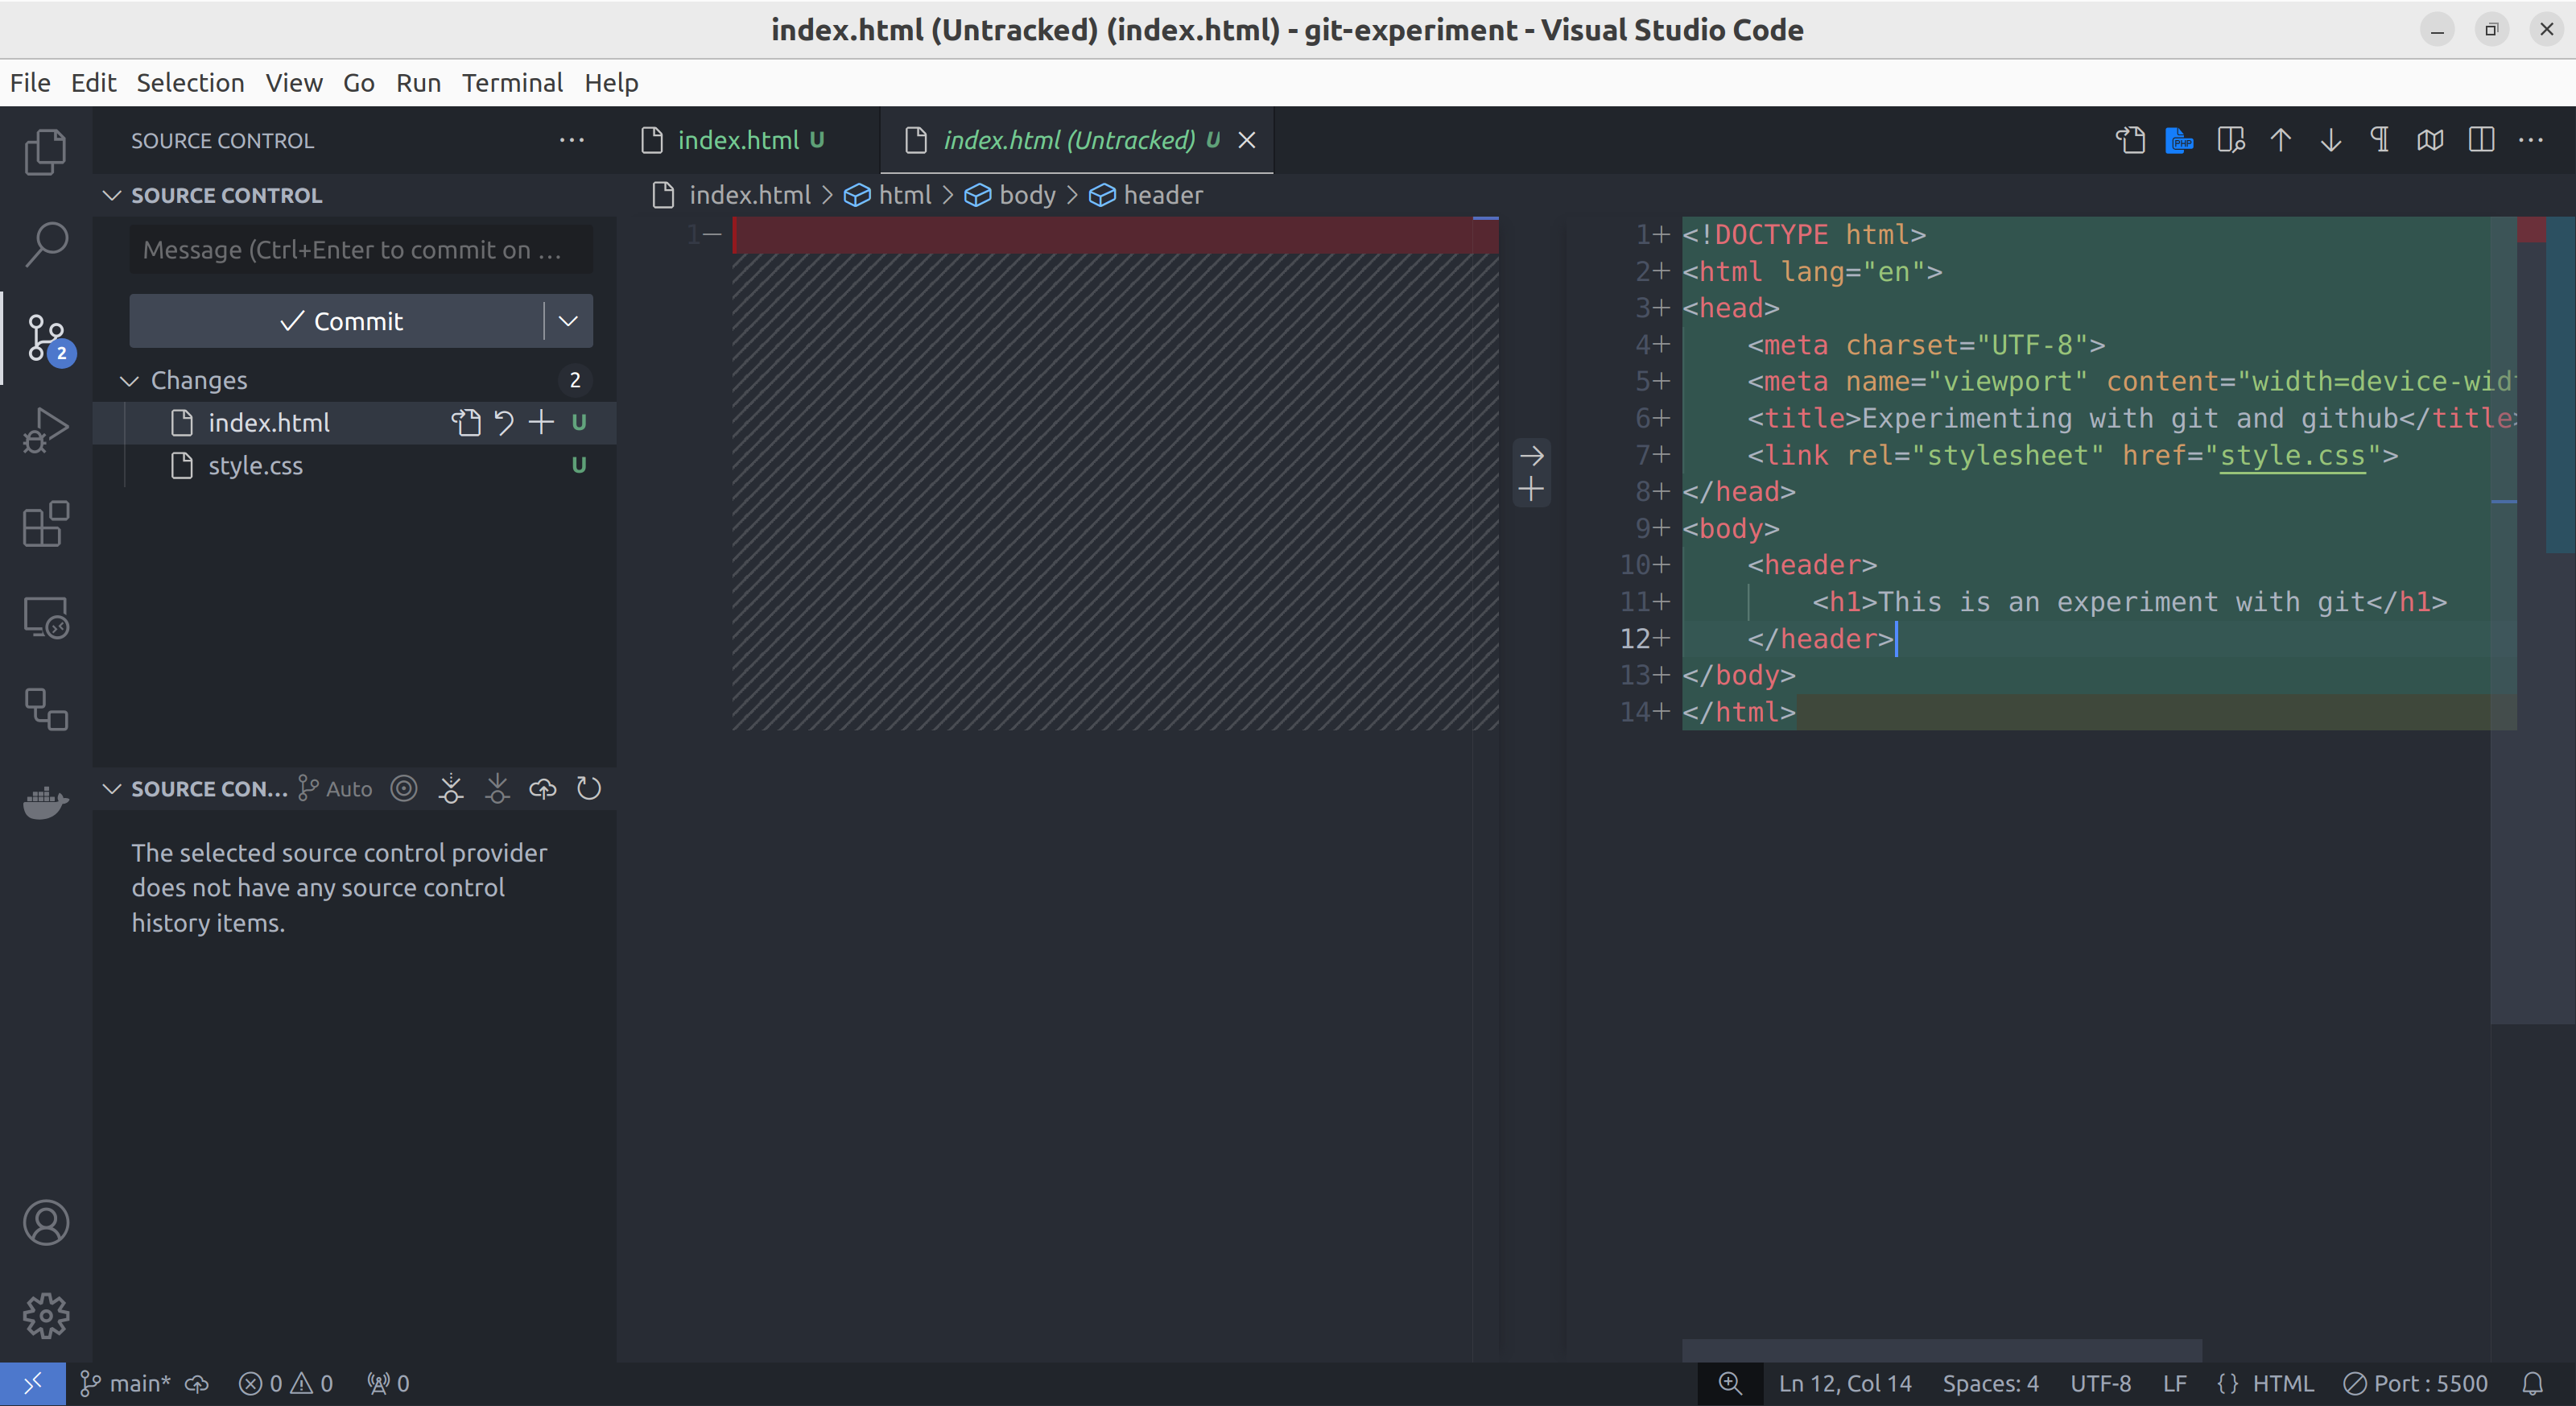 index.html (Untracked) (index.html) - git-experiment - Visual Studio Code
File Edit Selection View Go Run Terminal Help
SOURCE CONTROL
index.html U
index.html (Untracked) U
PHP
SOURCE CONTROL
index.html > html > body > header
Message (Ctrl+Enter to commit on ...
Commit
2
Changes 2
index.html U
style.css U
1—
1+ <!DOCTYPE html>
2+ <html lang="en">
3+ <head>
4+ <meta charset="UTF-8">
5+ <meta name="viewport" content="width=device-wid
6+ <title>Experimenting with git and github</title
7+ <link rel="stylesheet" href="style.css">
8+ </head>
9+ <body>
10+ <header>
11+ <h1>This is an experiment with git</h1>
12+ </header>
13+ </body>
14+ </html>
SOURCE CON... Auto
The selected source control provider
does not have any source control
history items.
main* 0 0 0 Ln 12, Col 14 Spaces: 4 UTF-8 LF {} HTML Port : 5500